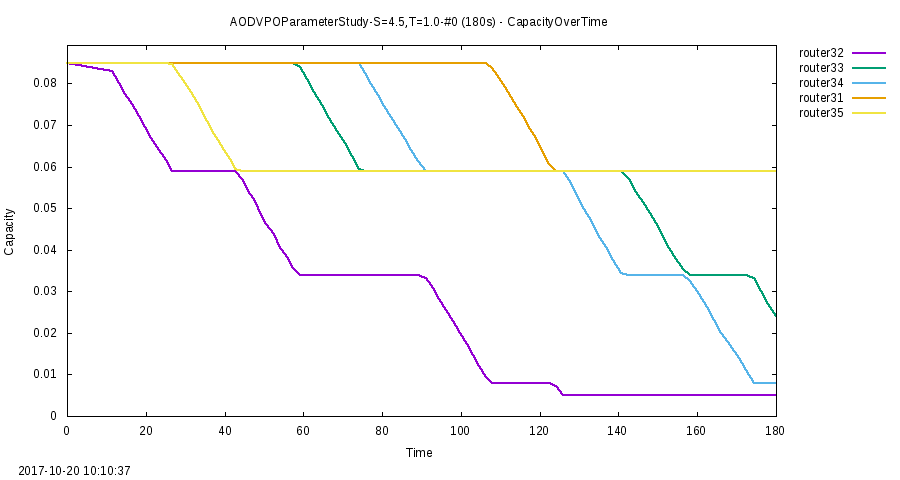 AODVPOParameterStudy-S=4.5,T=1.0-#0 (180s) - CapacityOverTime
router32
router33
router34
router31
router35
0.08
0.07
0.06
0.05
0.04
0.03
0.02
0.01
0
Capacity
0 20 40 60 80 100 120 140 160 180
Time
2017-10-20 10:10:37